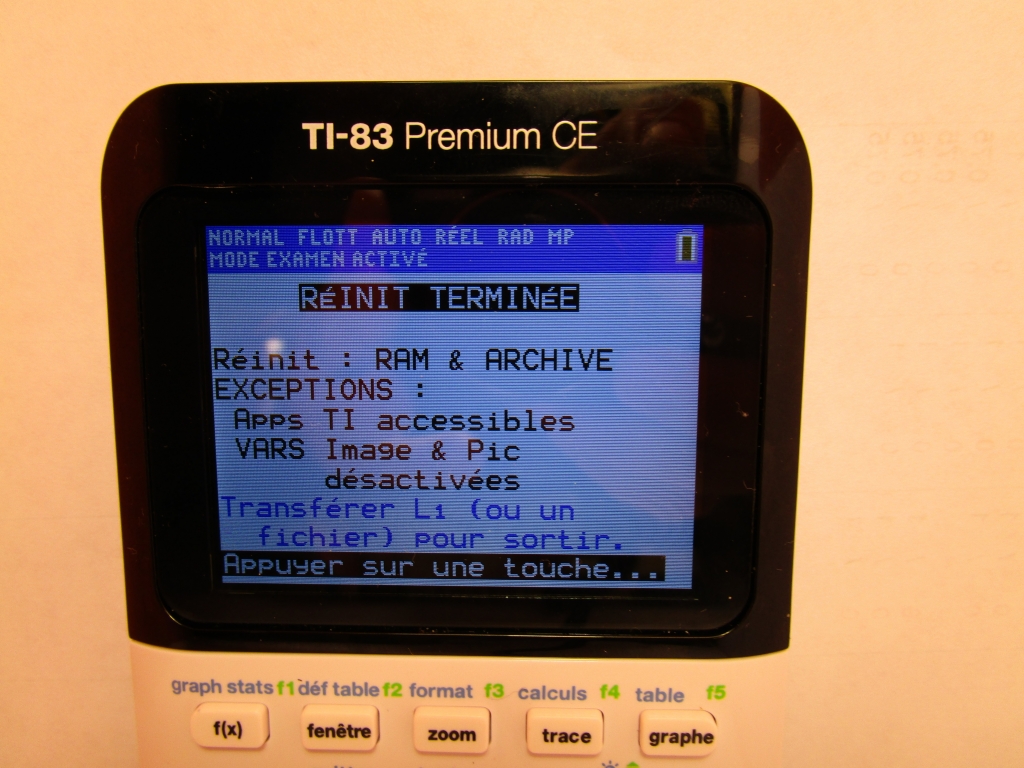 TI-83 Premium CE
NORMAL FLOTT AUTO RÉEL RAD MP
MODE EXAMEN ACTIVÉ
RéINIT TERMINéE
Réinit : RAM & ARCHIVE
EXCEPTIONS :
Apps TI accessibles
VARS Image & Pic
désactivées
Transférer L1 (ou un
fichier) pour sortir.
Appuyer sur une touche...
graph stats f1 déf table f2 format f3 calculs f4 table f5
f(x) fenêtre zoom trace graphe